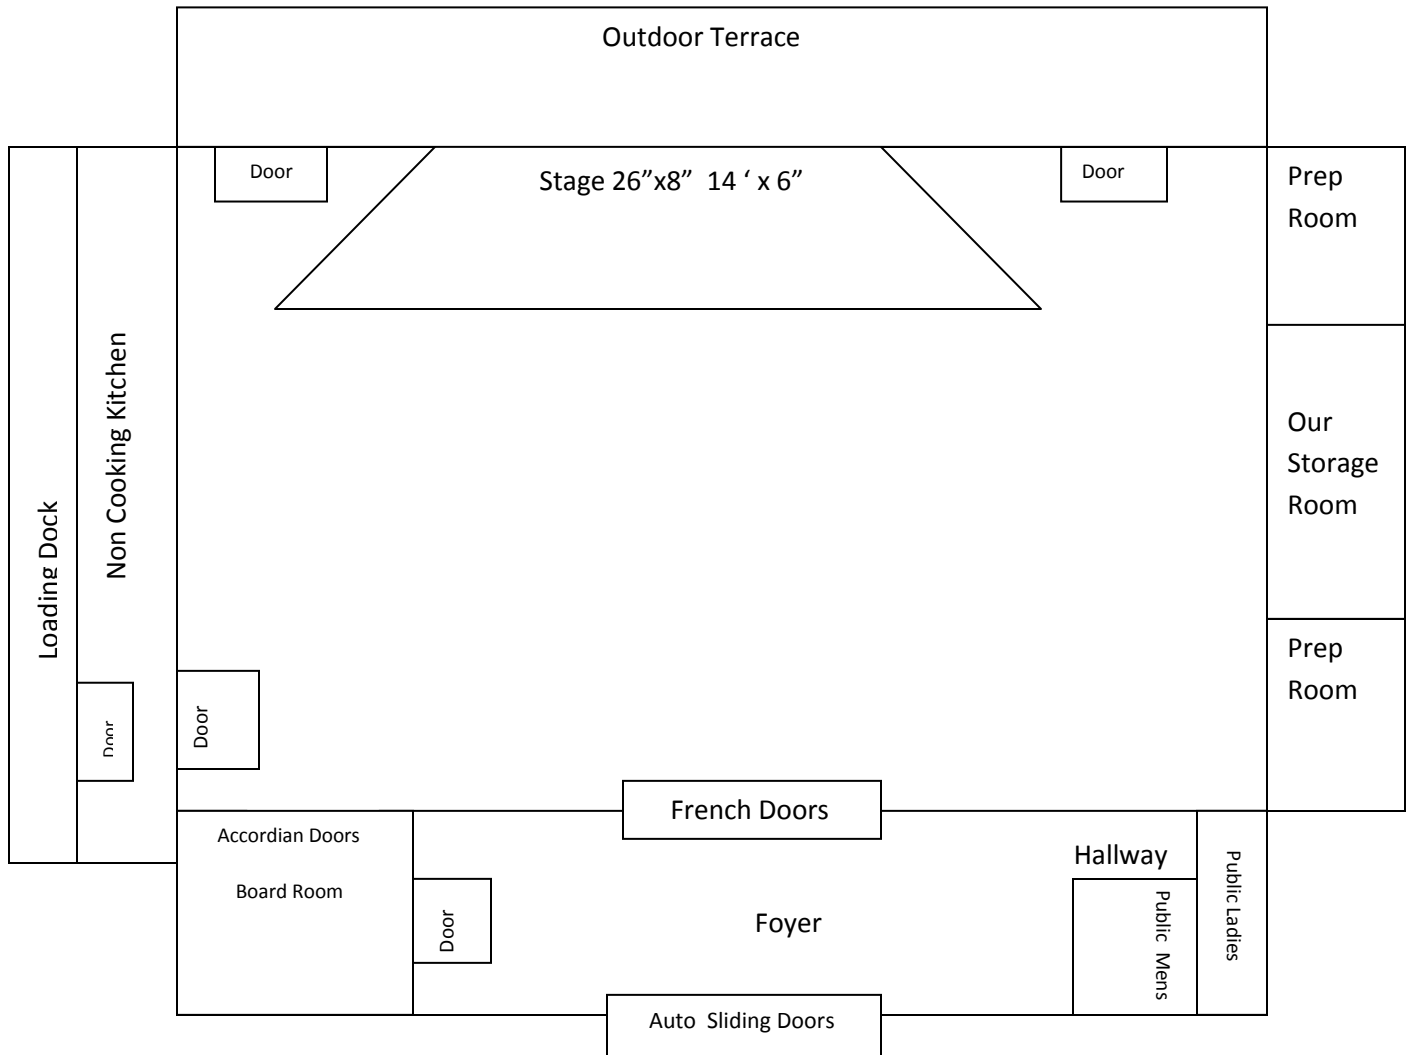 Outdoor Terrace
Door
Stage 26”x8”  14 ‘ x 6”
Door
Prep
Room
Non Cooking Kitchen
Loading Dock
Our
Storage
Room
Prep
Room
Door
Door
French Doors
Accordian Doors
Board Room
Door
Foyer
Hallway
Public  Mens
Public Ladies
Auto  Sliding Doors